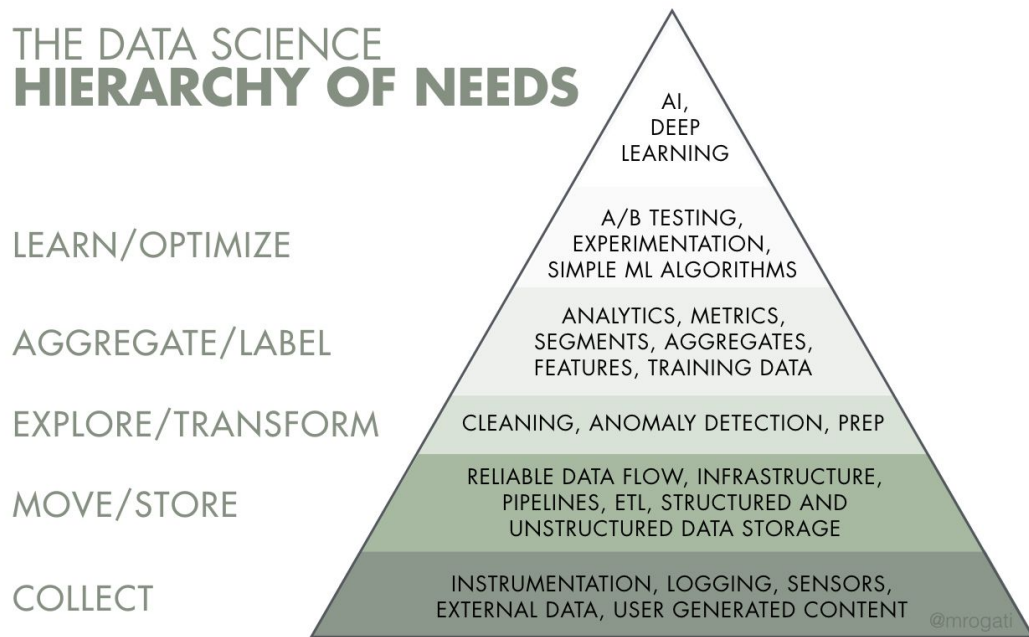 THE DATA SCIENCE
HIERARCHY OF NEEDS
AI,
DEEP
LEARNING
LEARN/OPTIMIZE
A/B TESTING,
EXPERIMENTATION,
SIMPLE ML ALGORITHMS
AGGREGATE/LABEL
ANALYTICS, METRICS,
SEGMENTS, AGGREGATES,
FEATURES, TRAINING DATA
EXPLORE/TRANSFORM
CLEANING, ANOMALY DETECTION, PREP
MOVE/STORE
RELIABLE DATA FLOW, INFRASTRUCTURE,
PIPELINES, ETL, STRUCTURED AND
UNSTRUCTURED DATA STORAGE
COLLECT
INSTRUMENTATION, LOGGING, SENSORS,
EXTERNAL DATA, USER GENERATED CONTENT
@mrogati